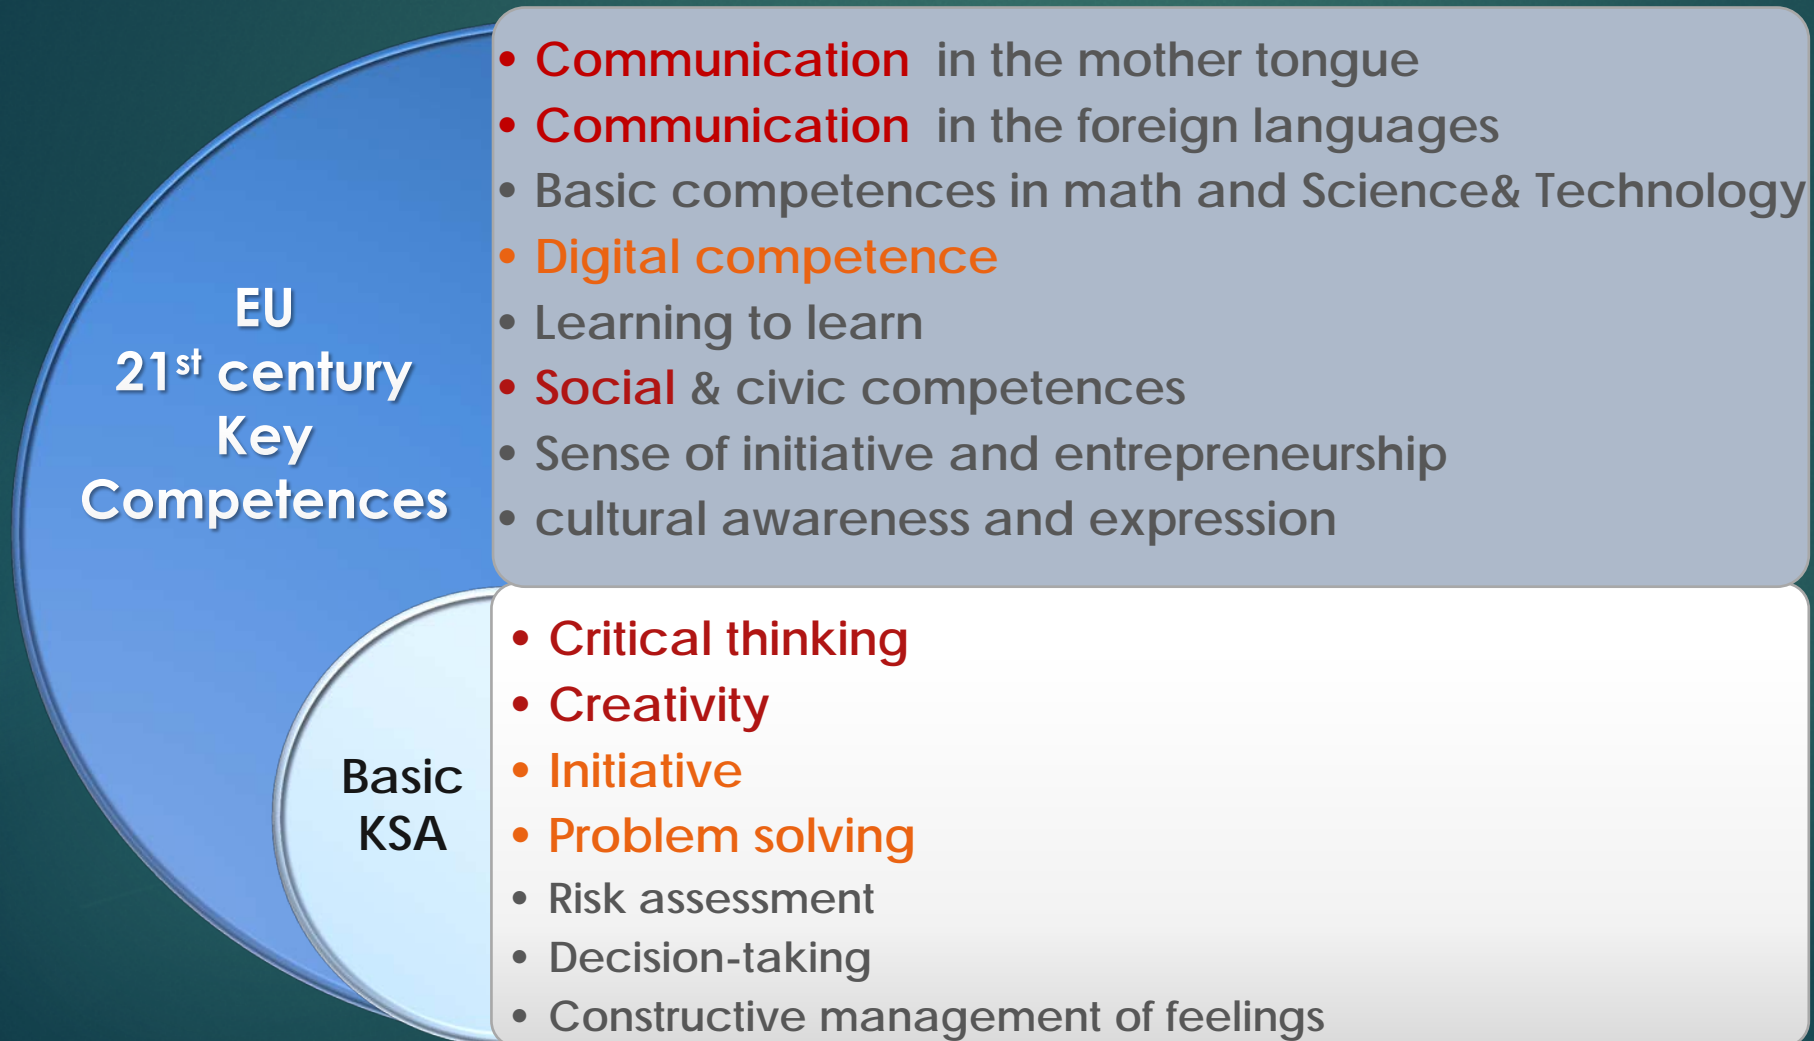 EU
21st century
Key
Competences
• Communication in the mother tongue
• Communication in the foreign languages
• Basic competences in math and Science& Technology
• Digital competence
• Learning to learn
• Social & civic competences
• Sense of initiative and entrepreneurship
• cultural awareness and expression
Basic
KSA
• Critical thinking
• Creativity
• Initiative
• Problem solving
• Risk assessment
• Decision-taking
• Constructive management of feelings